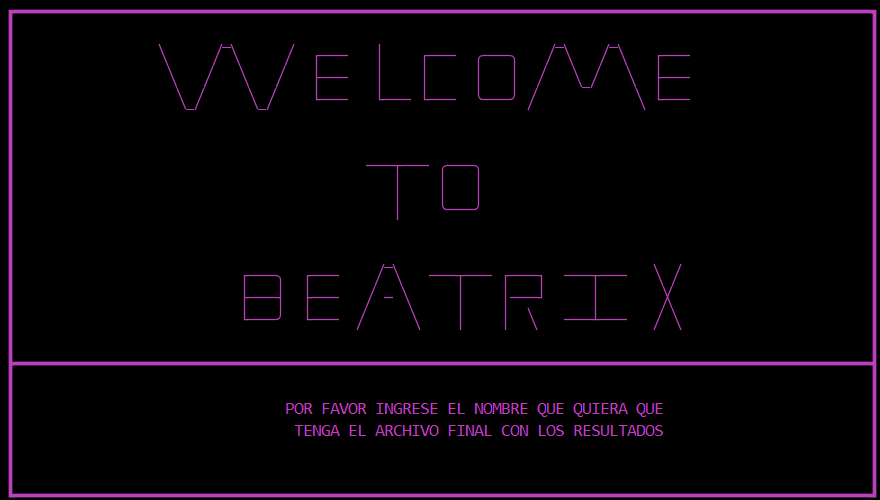 WELCOME
TO
BEATRIX
POR FAVOR INGRESE EL NOMBRE QUE QUIERA QUE
TENGA EL ARCHIVO FINAL CON LOS RESULTADOS